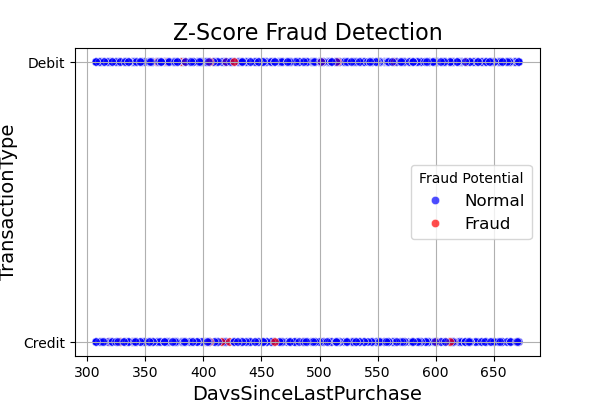 Z-Score Fraud Detection
Debit
TransactionType
Fraud Potential
Normal
Fraud
Credit
300 350 400 450 500 550 600 650
DaysSinceLastPurchase